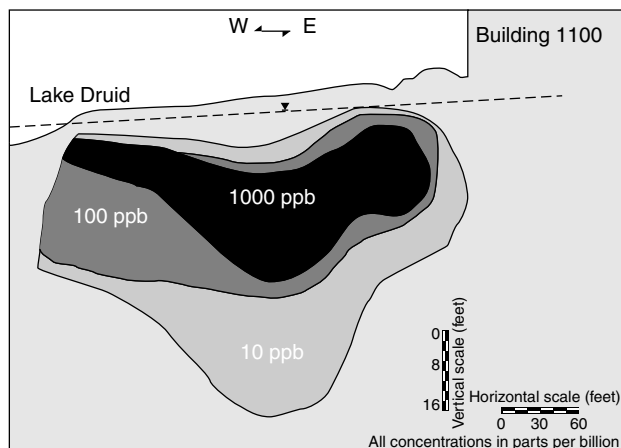 W E
Building 1100
Lake Druid
1000 ppb
100 ppb
10 ppb
0
8
16
Vertical scale (feet)
Horizontal scale (feet)
0 30 60
All concentrations in parts per billion